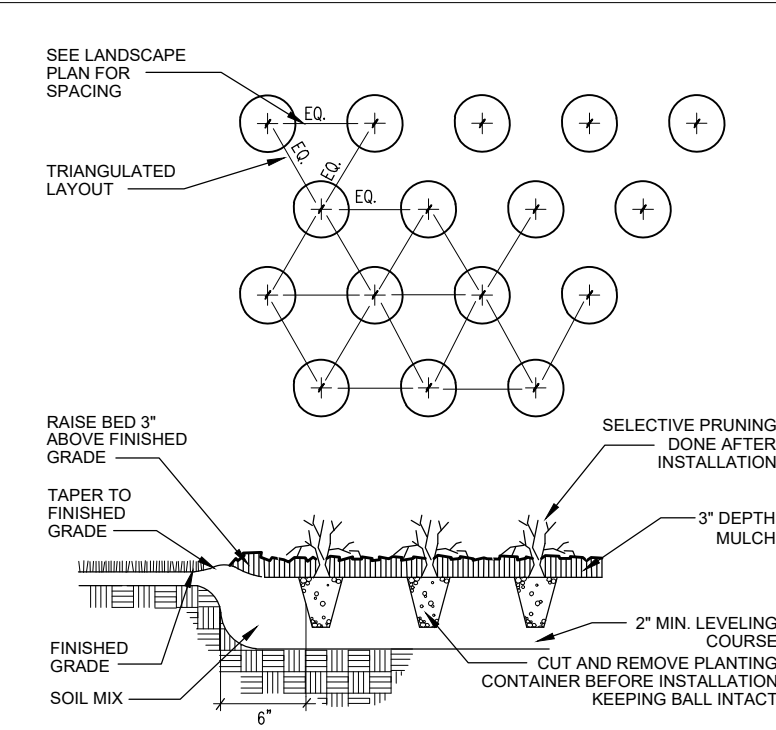 SEE LANDSCAPE
PLAN FOR
SPACING
EQ.
TRIANGULATED
LAYOUT
EQ.
EQ.
EQ.
RAISE BED 3"
ABOVE FINISHED
GRADE
TAPER TO
FINISHED
GRADE
FINISHED
GRADE
SOIL MIX
6"
SELECTIVE PRUNING
DONE AFTER
INSTALLATION
3" DEPTH
MULCH
2" MIN. LEVELING
COURSE
CUT AND REMOVE PLANTING
CONTAINER BEFORE INSTALLATION
KEEPING BALL INTACT